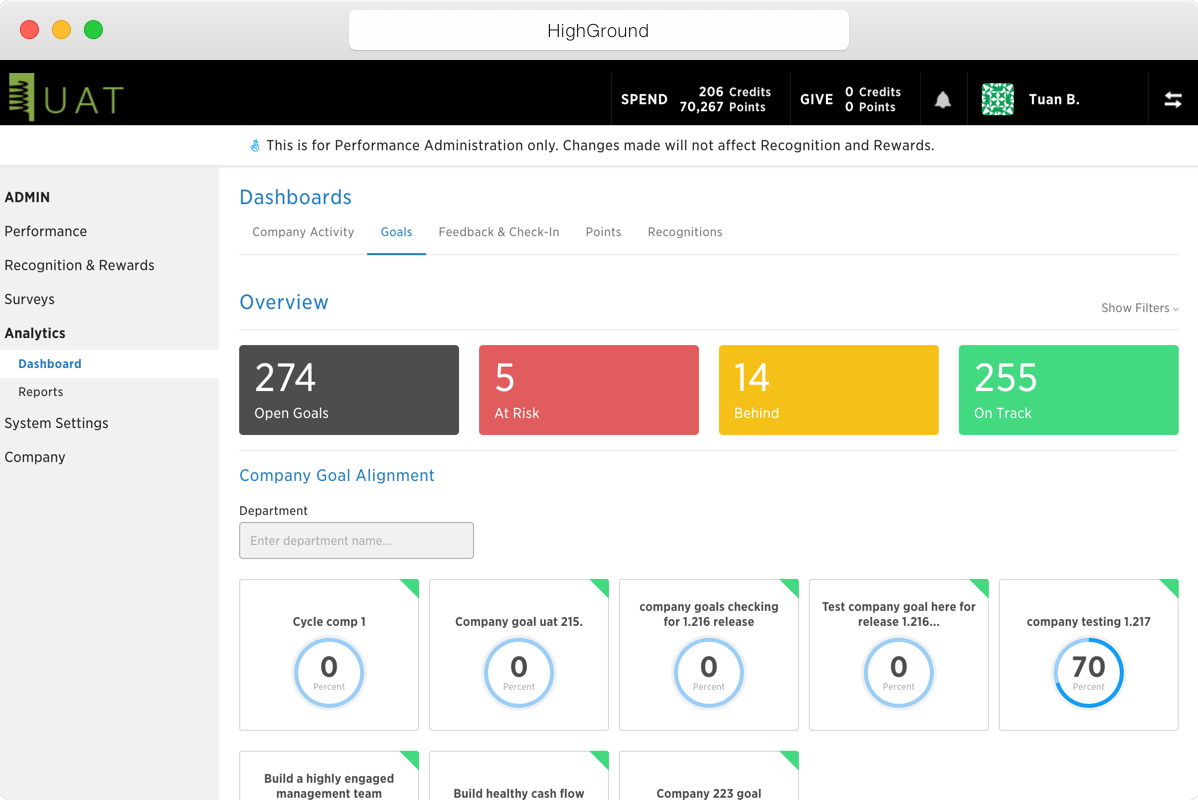 HighGround
UAT
SPEND
206 Credits
70,267 Points
GIVE
0 Credits
0 Points
Tuan B.
This is for Performance Administration only. Changes made will not affect Recognition and Rewards.
ADMIN
Performance
Recognition & Rewards
Surveys
Analytics
Dashboard
Reports
System Settings
Company
Dashboards
Company Activity
Goals
Feedback & Check-In
Points
Recognitions
Overview
Show Filters
274
Open Goals
5
At Risk
14
Behind
255
On Track
Company Goal Alignment
Department
Enter department name...
Cycle comp 1
0
Percent
Company goal uat 215.
0
Percent
company goals checking
for 1.216 release
0
Percent
Test company goal here for
release 1.216...
0
Percent
company testing 1.217
70
Percent
Build a highly engaged
management team
Build healthy cash flow
Company 223 goal